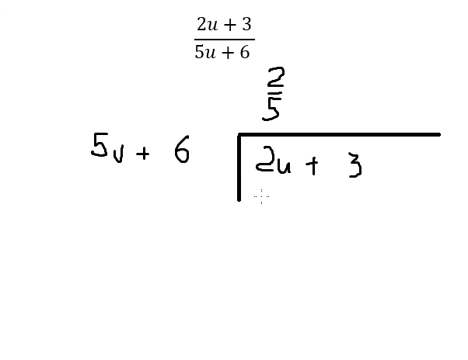 2u + 3
5u + 6
2
5
5u + 6 2u + 3